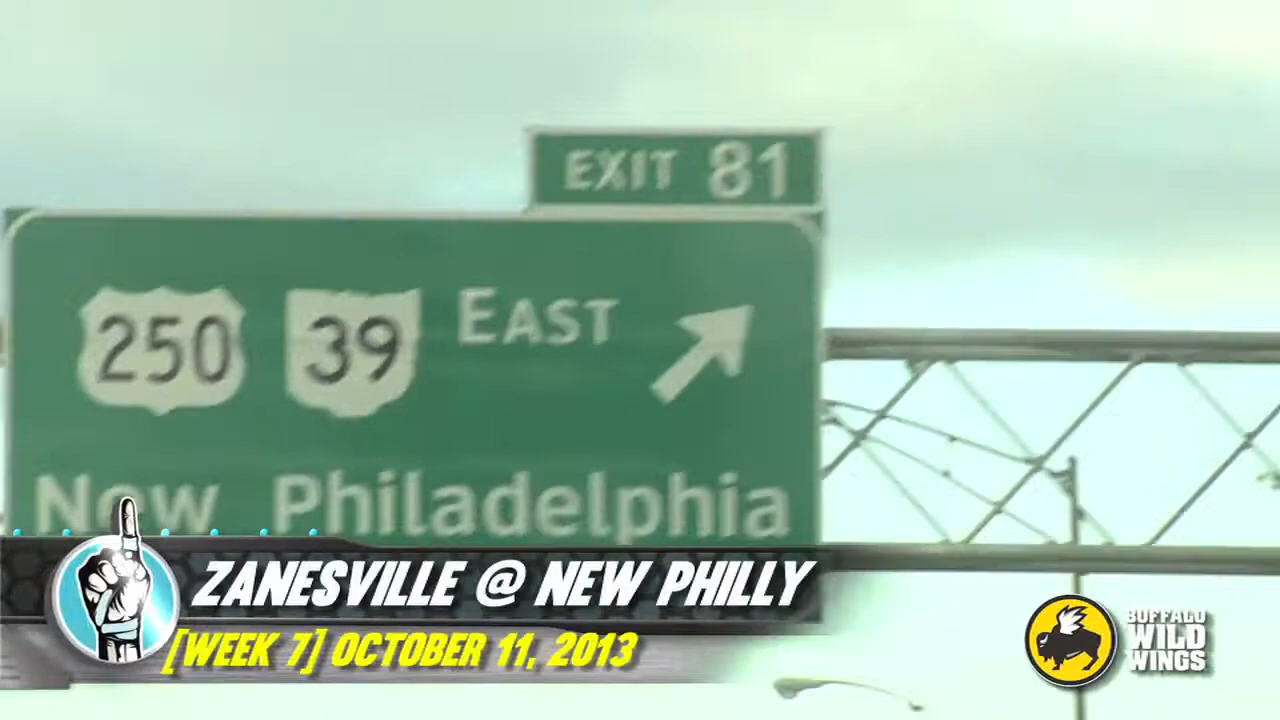 EXIT 81
250 39 EAST
New Philadelphia
ZANESVILLE @ NEW PHILLY
[WEEK 7] OCTOBER 11, 2013
BUFFALO
WILD
WINGS